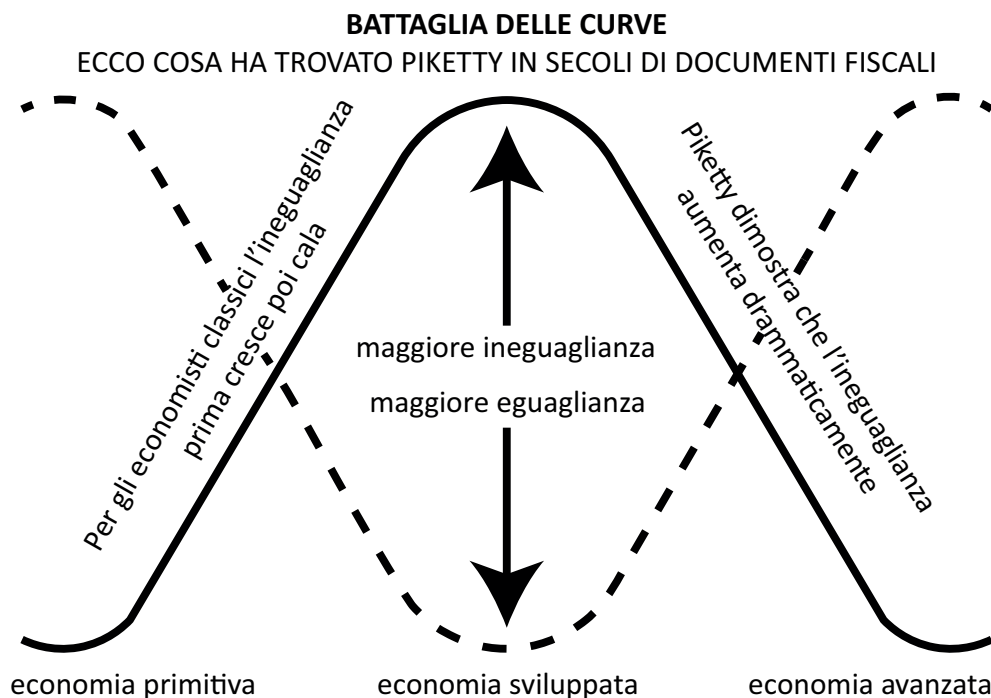 BATTAGLIA DELLE CURVE
ECCO COSA HA TROVATO PIKETTY IN SECOLI DI DOCUMENTI FISCALI
Per gli economisti classici l'ineguaglianza
prima cresce poi cala
Piketty dimostra che l'ineguaglianza
aumenta drammaticamente
maggiore ineguaglianza
maggiore eguaglianza
economia primitiva
economia sviluppata
economia avanzata